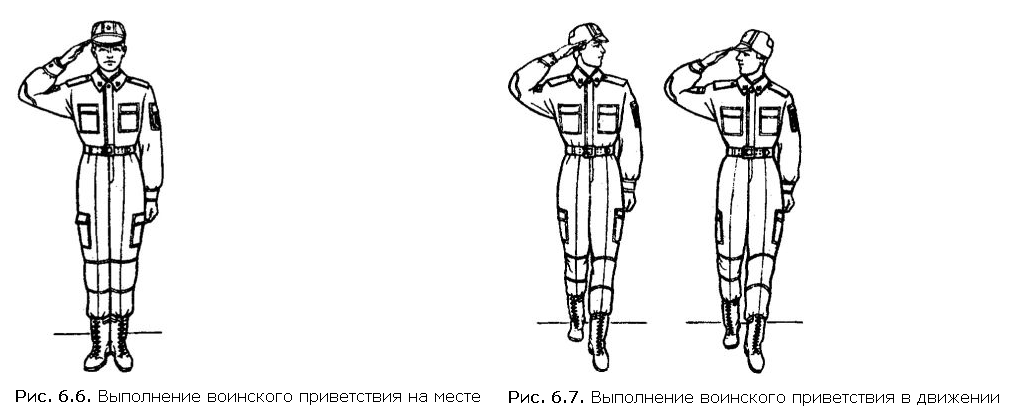 Рис. 6.6. Выполнение воинского приветствия на месте
Рис. 6.7. Выполнение воинского приветствия в движении